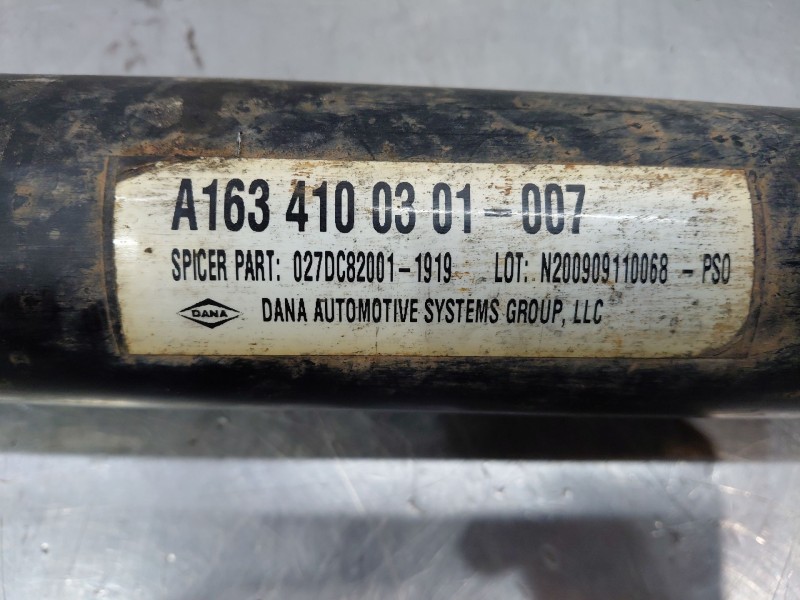 A163 410 03 01-007
SPICER PART: 027DC82001-1919 LOT: N200909110068-PSO
DANA DANA AUTOMOTIVE SYSTEMS GROUP, LLC